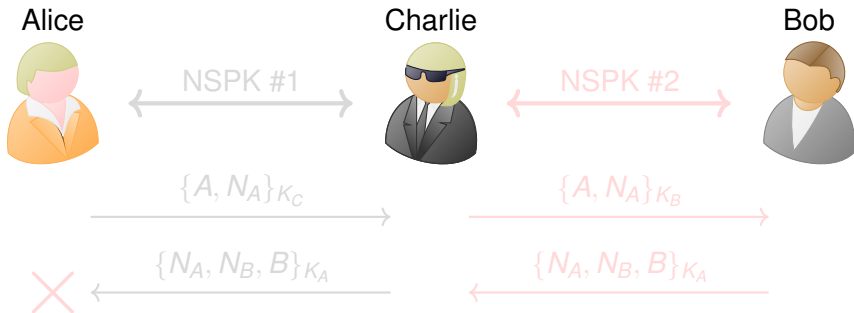 Alice Charlie Bob
NSPK #1 NSPK #2
{A, N_A}_{K_C} {A, N_A}_{K_B}
{N_A, N_B, B}_{K_A} {N_A, N_B, B}_{K_A}